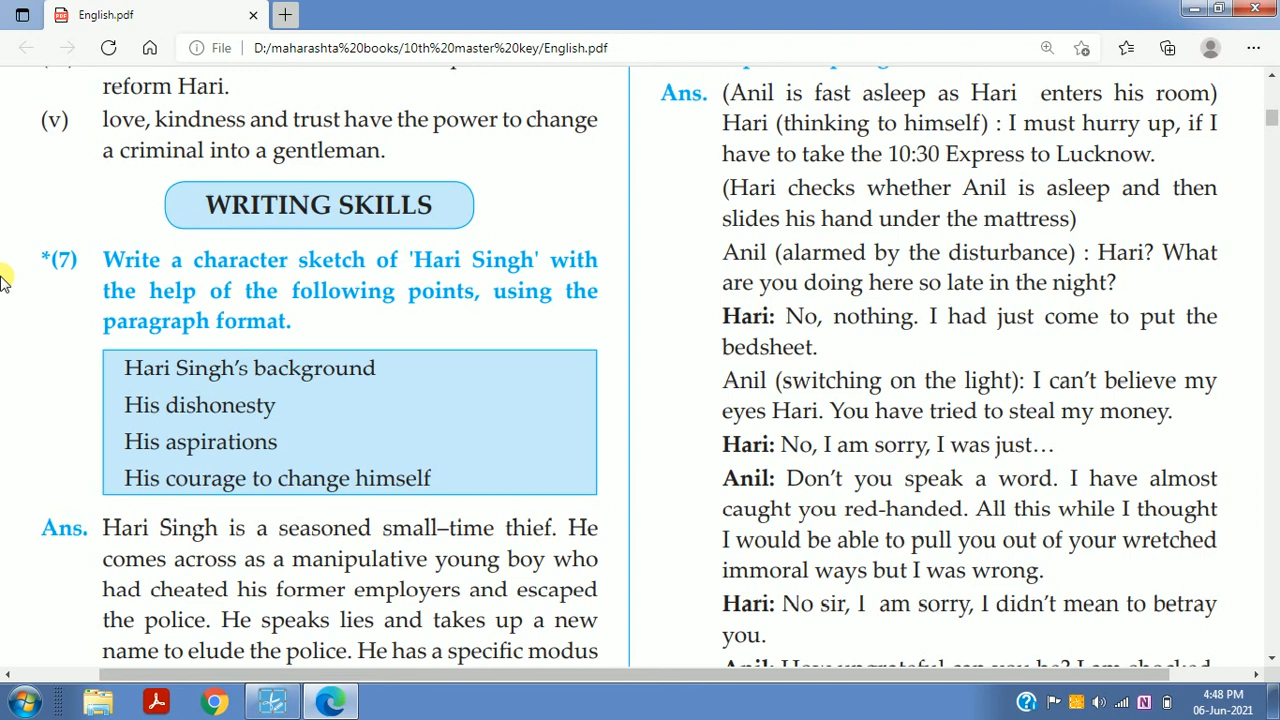 English.pdf
File
D:/maharashta%20books/10th%20master%20key/English.pdf
reform Hari.
(v) love, kindness and trust have the power to change
a criminal into a gentleman.
WRITING SKILLS
*(7) Write a character sketch of 'Hari Singh' with
the help of the following points, using the
paragraph format.
Hari Singh's background
His dishonesty
His aspirations
His courage to change himself
Ans. Hari Singh is a seasoned small–time thief. He
comes across as a manipulative young boy who
had cheated his former employers and escaped
the police. He speaks lies and takes up a new
name to elude the police. He has a specific modus
Ans. (Anil is fast asleep as Hari enters his room)
Hari (thinking to himself) : I must hurry up, if I
have to take the 10:30 Express to Lucknow.
(Hari checks whether Anil is asleep and then
slides his hand under the mattress)
Anil (alarmed by the disturbance) : Hari? What
are you doing here so late in the night?
Hari: No, nothing. I had just come to put the
bedsheet.
Anil (switching on the light): I can't believe my
eyes Hari. You have tried to steal my money.
Hari: No, I am sorry, I was just…
Anil: Don't you speak a word. I have almost
caught you red-handed. All this while I thought
I would be able to pull you out of your wretched
immoral ways but I was wrong.
Hari: No sir, I am sorry, I didn't mean to betray
you.
Anil: How ungrateful can you be? I am shocked.
4:48 PM
06-Jun-2021